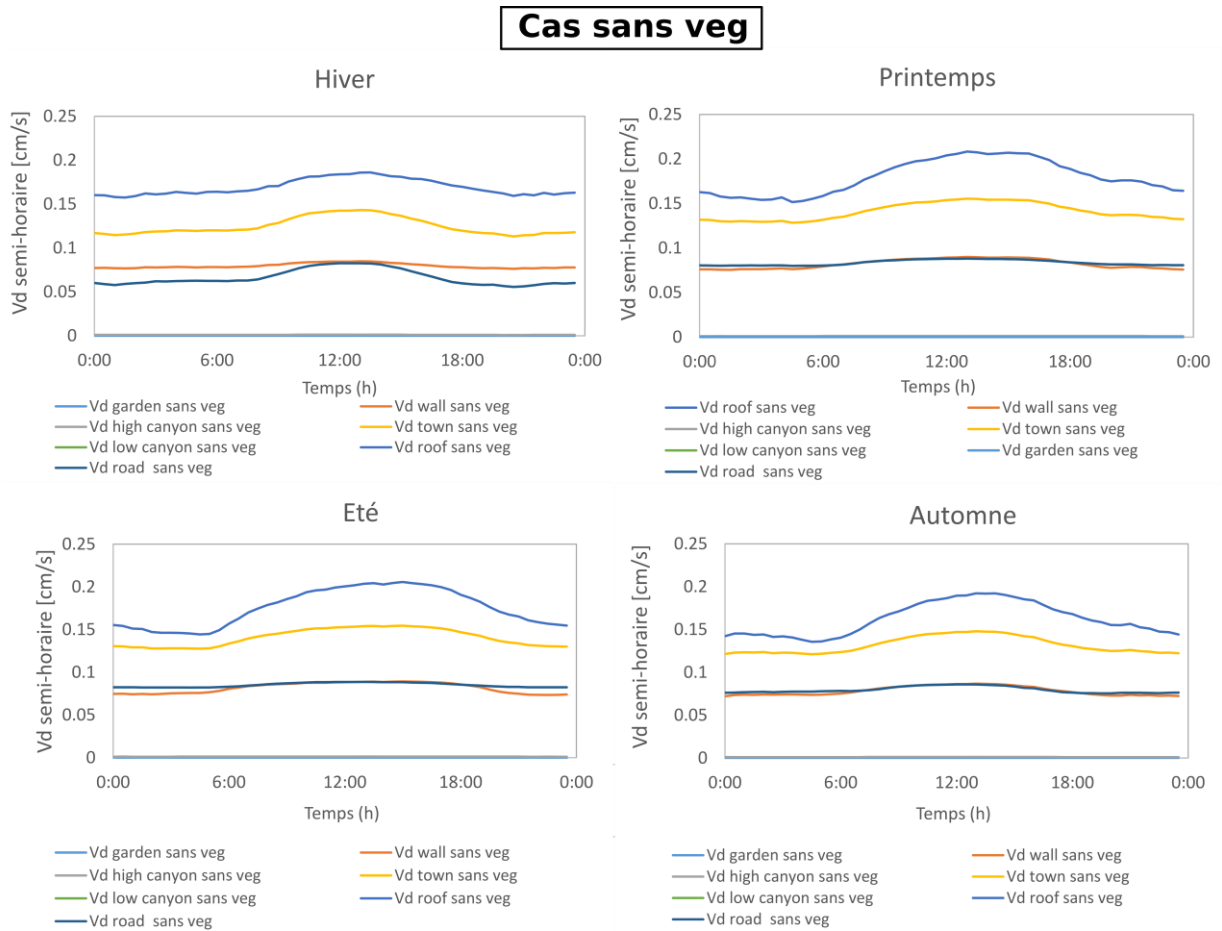 Cas sans veg
Hiver
Vd semi-horaire [cm/s]
0.25
0.2
0.15
0.1
0.05
0
0:00 6:00 12:00 18:00 0:00
Temps (h)
Vd garden sans veg Vd wall sans veg
Vd high canyon sans veg Vd town sans veg
Vd low canyon sans veg Vd roof sans veg
Vd road  sans veg
Printemps
Vd semi-horaire [cm/s]
0.25
0.2
0.15
0.1
0.05
0
0:00 6:00 12:00 18:00 0:00
Temps (h)
Vd roof sans veg Vd wall sans veg
Vd high canyon sans veg Vd town sans veg
Vd low canyon sans veg Vd garden sans veg
Vd road  sans veg
Eté
Vd semi-horaire [cm/s]
0.25
0.2
0.15
0.1
0.05
0
0:00 6:00 12:00 18:00 0:00
Temps (h)
Vd garden sans veg Vd wall sans veg
Vd high canyon sans veg Vd town sans veg
Vd low canyon sans veg Vd roof sans veg
Vd road  sans veg
Automne
Vd semi-horaire [cm/s]
0.25
0.2
0.15
0.1
0.05
0
0:00 6:00 12:00 18:00 0:00
Temps (h)
Vd garden sans veg Vd wall sans veg
Vd high canyon sans veg Vd town sans veg
Vd low canyon sans veg Vd roof sans veg
Vd road  sans veg